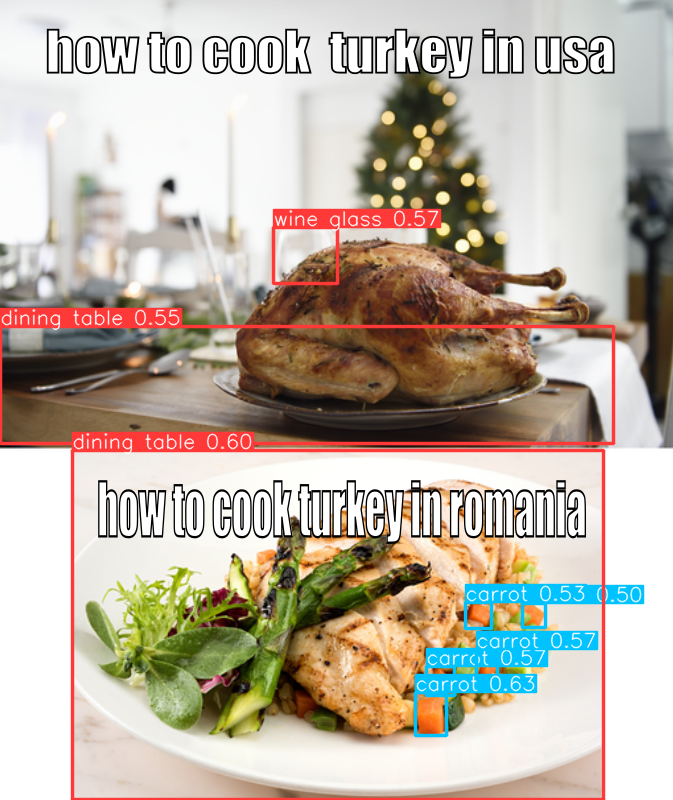 how to cook  turkey in usa
wine glass 0.57
dining table 0.55
dining table 0.60
how to cook turkey in romania
carrot 0.53 0.50
carrot 0.57
carrot 0.57
carrot 0.63